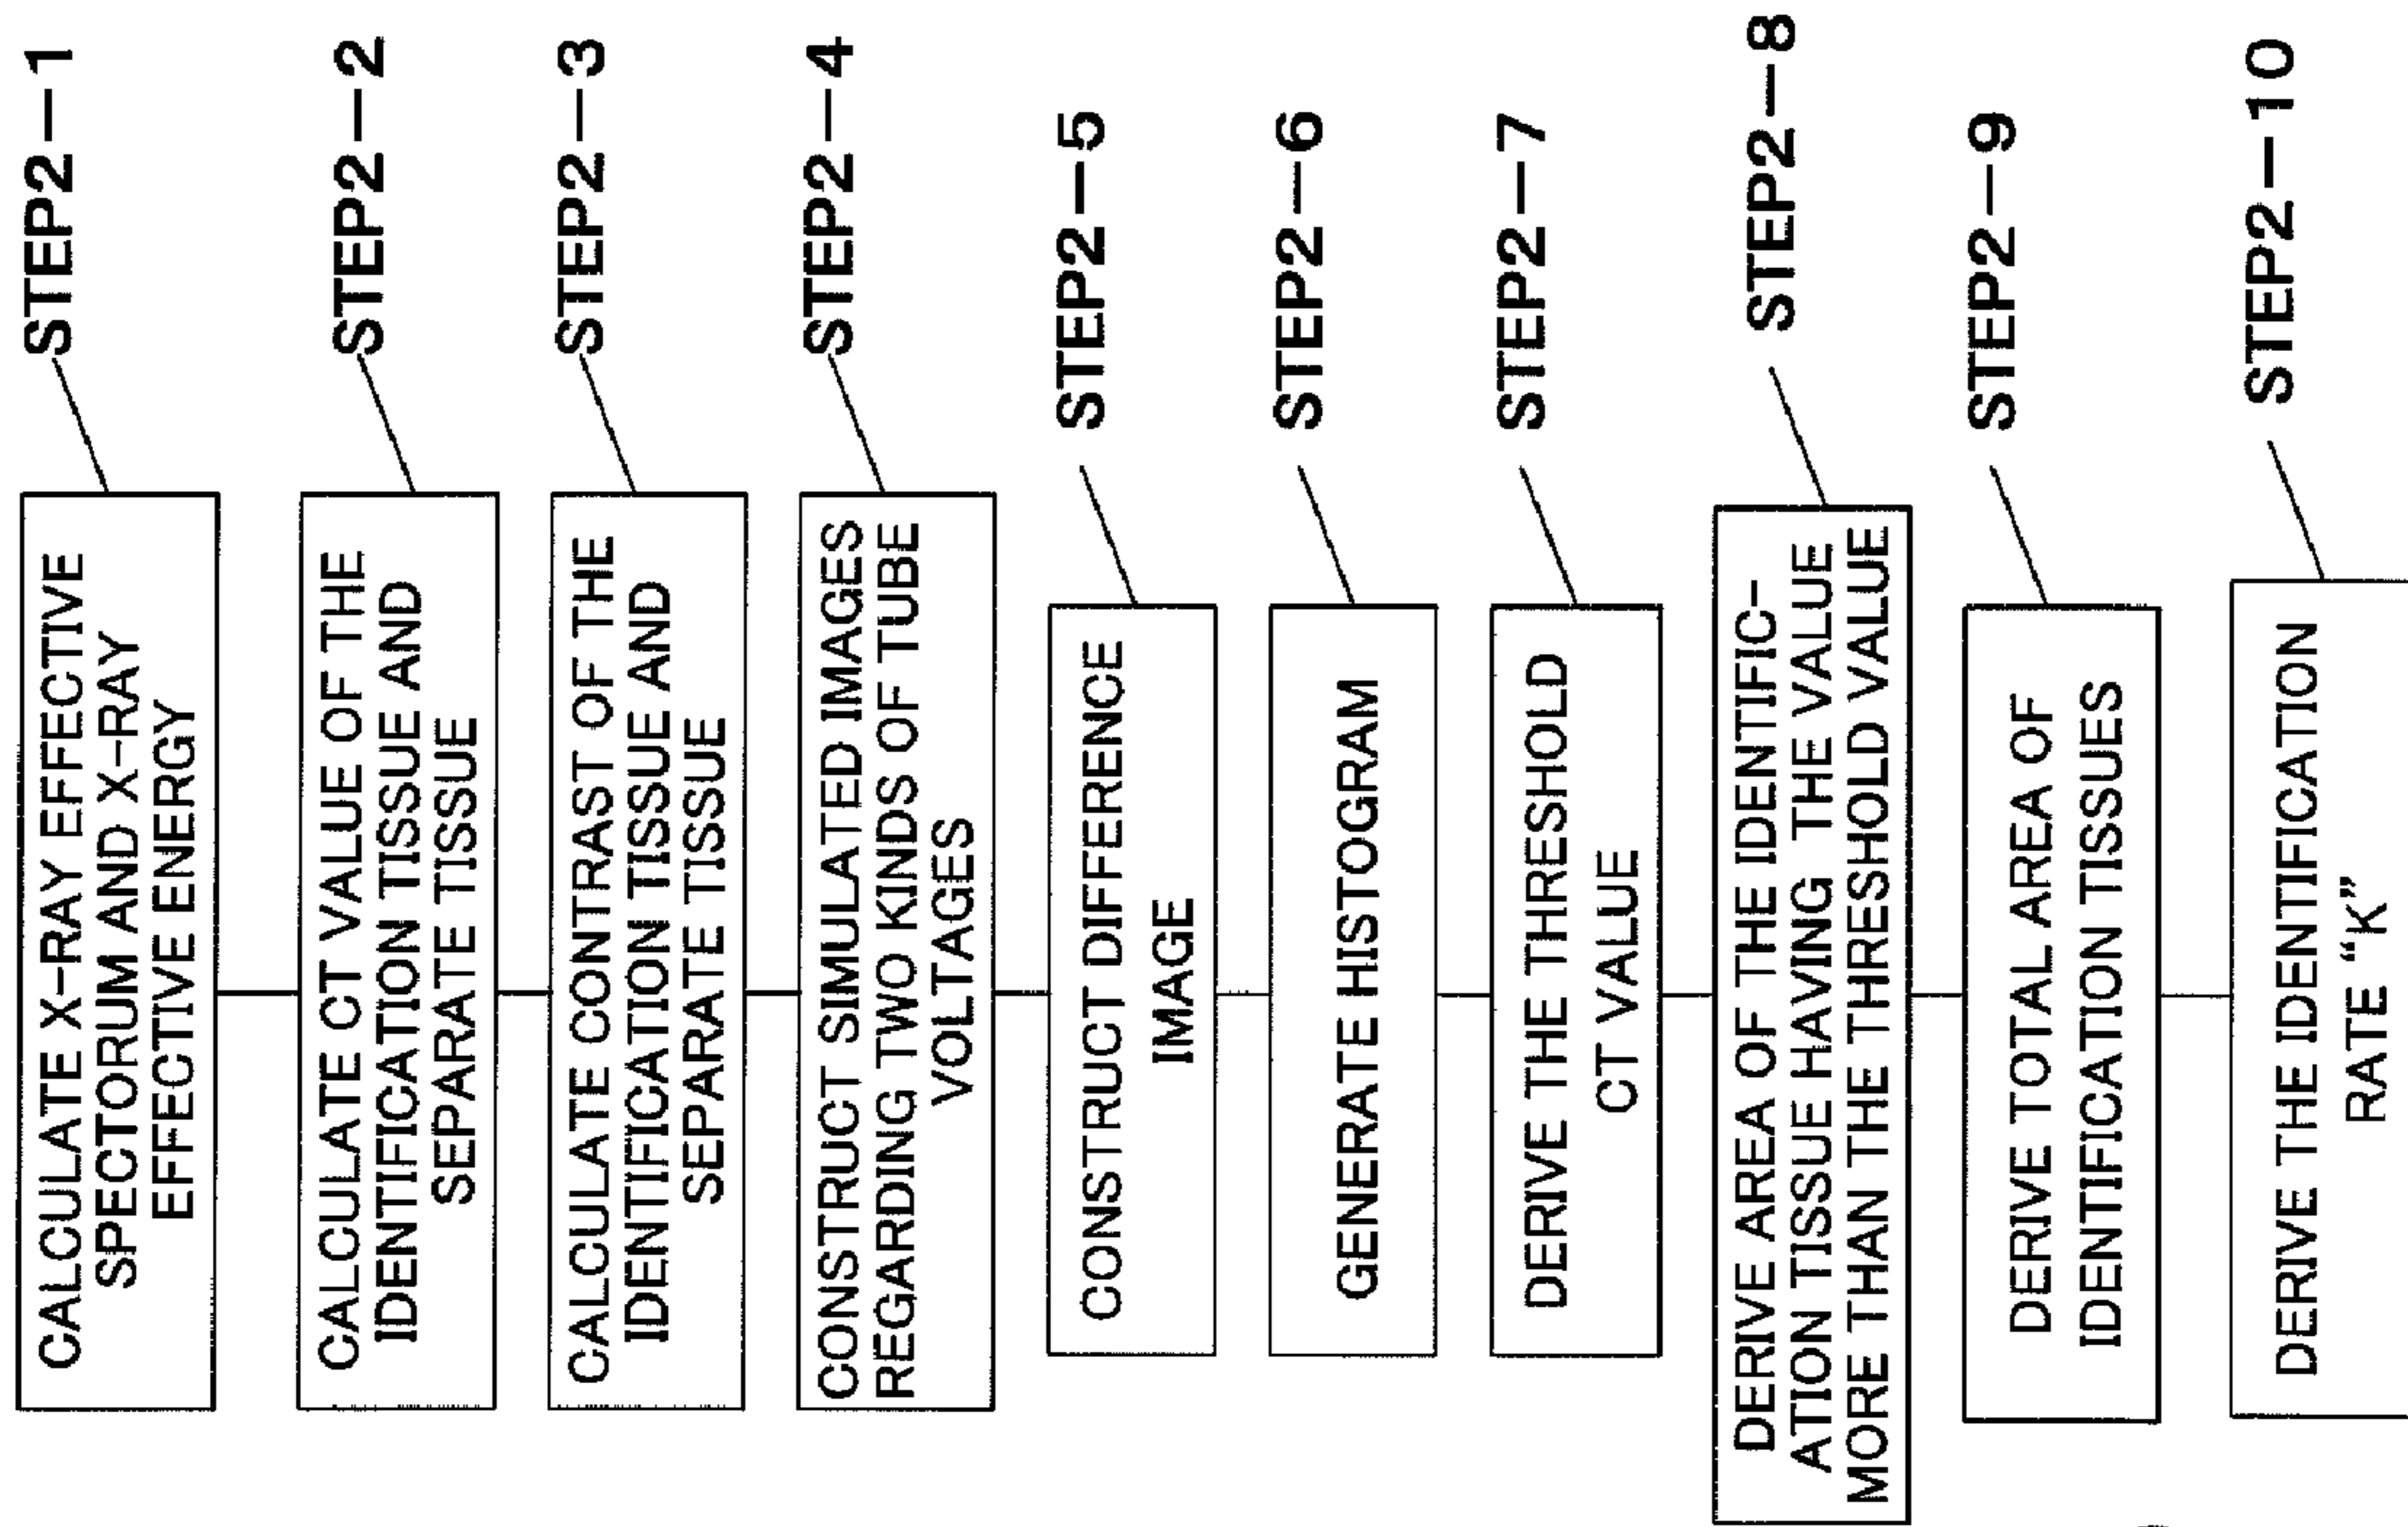 CALCULATE X-RAY EFFECTIVE
SPECTORUM AND X-RAY
EFFECTIVE ENERGY
STEP2-1
CALCULATE CT VALUE OF THE
IDENTIFICATION TISSUE AND
SEPARATE TISSUE
STEP2-2
CALCULATE CONTRAST OF THE
IDENTIFICATION TISSUE AND
SEPARATE TISSUE
STEP2-3
CONSTRUCT SIMULATED IMAGES
REGARDING TWO KINDS OF TUBE
VOLTAGES
STEP2-4
CONSTRUCT DIFFERENCE
IMAGE
STEP2-5
GENERATE HISTOGRAM
STEP2-6
DERIVE THE THRESHOLD
CT VALUE
STEP2-7
DERIVE AREA OF THE IDENTIFIC-
ATION TISSUE HAVING THE VALUE
MORE THAN THE THRESHOLD VALUE
STEP2-8
DERIVE TOTAL AREA OF
IDENTIFICATION TISSUES
STEP2-9
DERIVE THE IDENTIFICATION
RATE “K”
STEP2-10